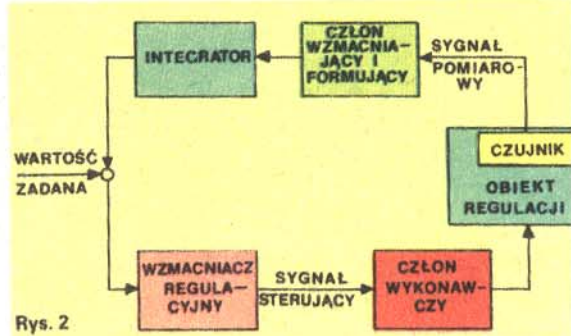 INTEGRATOR
CZŁON
WZMACNIA-
JĄCY I
FORMUJĄCY
SYGNAŁ
POMIAROWY
WY
CZUJNIK
OBIEKT
REGULACJI
WARTOŚĆ
ZADANA
WZMACNIACZ
REGULA-
CYJNY
SYGNAŁ
STERUJĄCY
CZŁON
WYKONAW-
CZY
Rys. 2